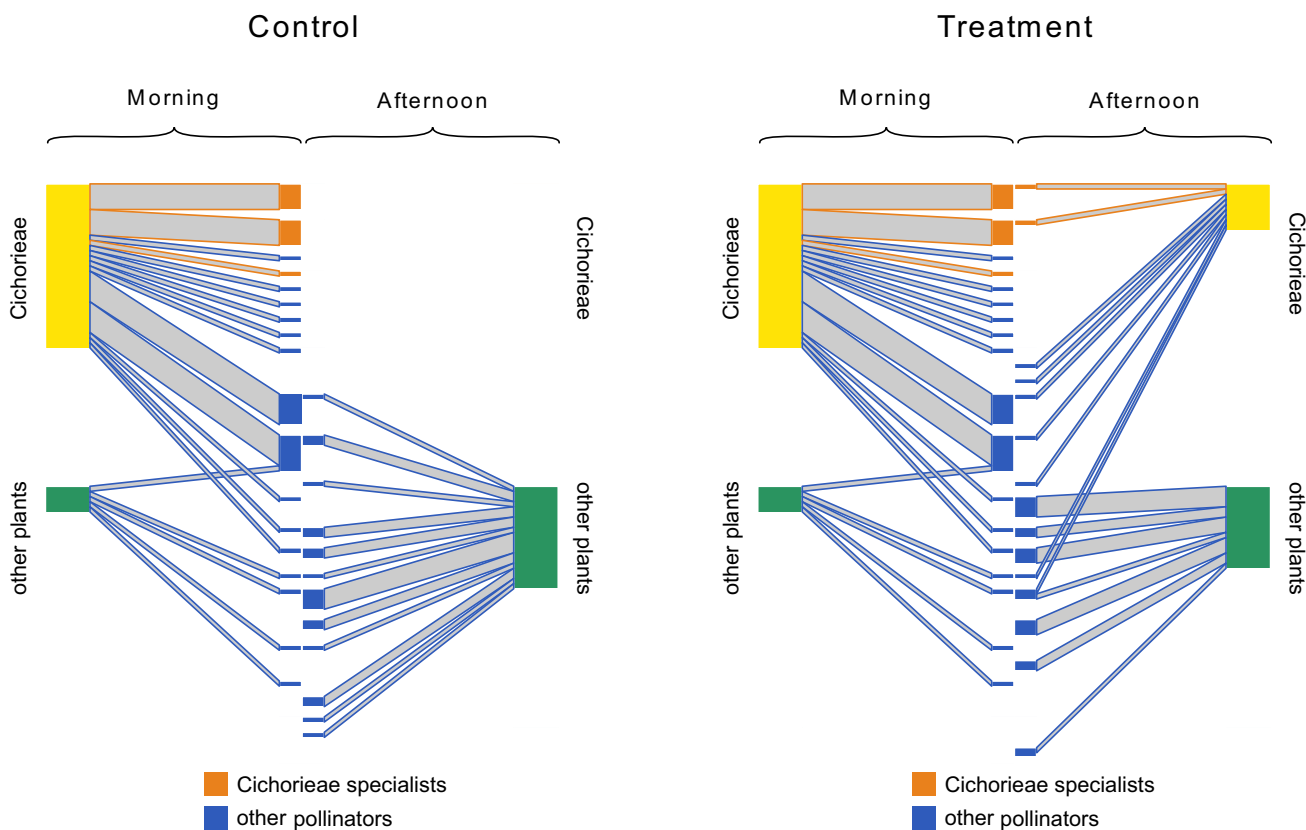 Control
Treatment
Morning
Afternoon
Morning
Afternoon
Cichorieae
Cichorieae
Cichorieae
Cichorieae
other plants
other plants
other plants
other plants
Cichorieae specialists
other pollinators
Cichorieae specialists
other pollinators